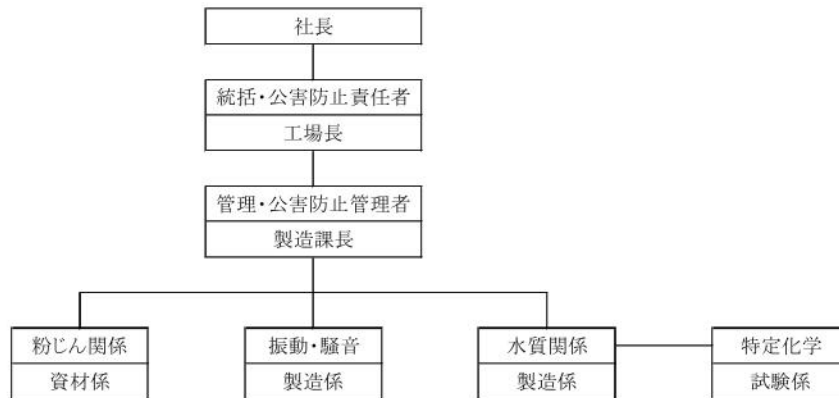 社長
統括・公害防止責任者
工場長
管理・公害防止管理者
製造課長
粉じん関係
資材係
振動・騒音
製造係
水質関係
製造係
特定化学
試験係